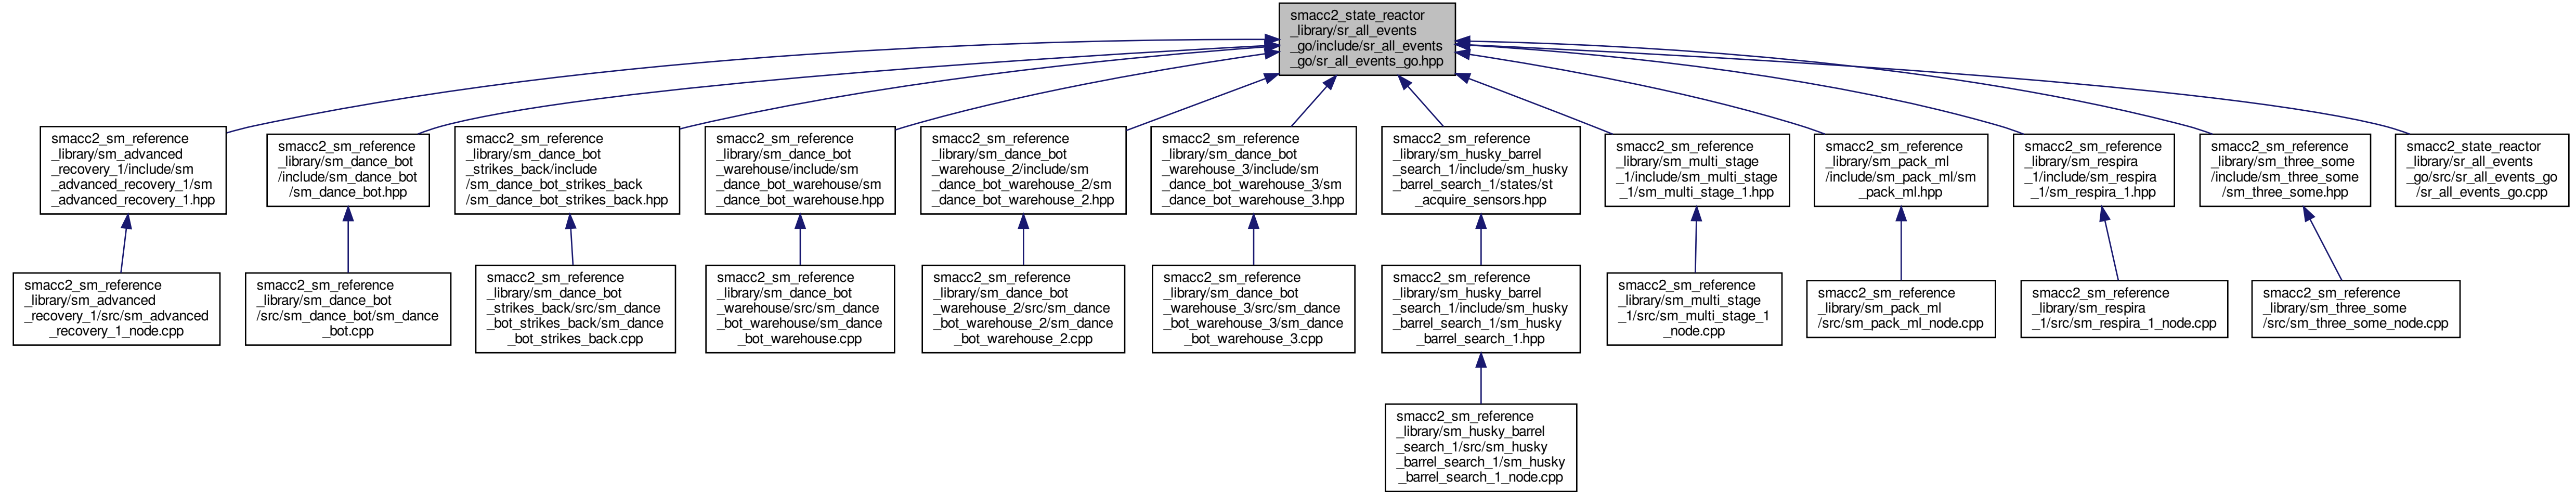 smacc2_state_reactor
_library/sr_all_events
_go/include/sr_all_events
_go/sr_all_events_go.hpp
smacc2_sm_reference
_library/sm_advanced
_recovery_1/include/sm
_advanced_recovery_1/sm
_advanced_recovery_1.hpp
smacc2_sm_reference
_library/sm_dance_bot
/include/sm_dance_bot
/sm_dance_bot.hpp
smacc2_sm_reference
_library/sm_dance_bot
_strikes_back/include
/sm_dance_bot_strikes_back
/sm_dance_bot_strikes_back.hpp
smacc2_sm_reference
_library/sm_dance_bot
_warehouse/include/sm
_dance_bot_warehouse/sm
_dance_bot_warehouse.hpp
smacc2_sm_reference
_library/sm_dance_bot
_warehouse_2/include/sm
_dance_bot_warehouse_2/sm
_dance_bot_warehouse_2.hpp
smacc2_sm_reference
_library/sm_dance_bot
_warehouse_3/include/sm
_dance_bot_warehouse_3/sm
_dance_bot_warehouse_3.hpp
smacc2_sm_reference
_library/sm_husky_barrel
_search_1/include/sm_husky
_barrel_search_1/states/st
_acquire_sensors.hpp
smacc2_sm_reference
_library/sm_multi_stage
_1/include/sm_multi_stage
_1/sm_multi_stage_1.hpp
smacc2_sm_reference
_library/sm_pack_ml
/include/sm_pack_ml/sm
_pack_ml.hpp
smacc2_sm_reference
_library/sm_respira
_1/include/sm_respira
_1/sm_respira_1.hpp
smacc2_sm_reference
_library/sm_three_some
/include/sm_three_some
/sm_three_some.hpp
smacc2_state_reactor
_library/sr_all_events
_go/src/sr_all_events_go
/sr_all_events_go.cpp
smacc2_sm_reference
_library/sm_advanced
_recovery_1/src/sm_advanced
_recovery_1_node.cpp
smacc2_sm_reference
_library/sm_dance_bot
/src/sm_dance_bot/sm_dance
_bot.cpp
smacc2_sm_reference
_library/sm_dance_bot
_strikes_back/src/sm_dance
_bot_strikes_back/sm_dance
_bot_strikes_back.cpp
smacc2_sm_reference
_library/sm_dance_bot
_warehouse/src/sm_dance
_bot_warehouse/sm_dance
_bot_warehouse.cpp
smacc2_sm_reference
_library/sm_dance_bot
_warehouse_2/src/sm_dance
_bot_warehouse_2/sm_dance
_bot_warehouse_2.cpp
smacc2_sm_reference
_library/sm_dance_bot
_warehouse_3/src/sm_dance
_bot_warehouse_3/sm_dance
_bot_warehouse_3.cpp
smacc2_sm_reference
_library/sm_husky_barrel
_search_1/include/sm_husky
_barrel_search_1/sm_husky
_barrel_search_1.hpp
smacc2_sm_reference
_library/sm_multi_stage
_1/src/sm_multi_stage_1
_node.cpp
smacc2_sm_reference
_library/sm_pack_ml
/src/sm_pack_ml_node.cpp
smacc2_sm_reference
_library/sm_respira
_1/src/sm_respira_1_node.cpp
smacc2_sm_reference
_library/sm_three_some
/src/sm_three_some_node.cpp
smacc2_sm_reference
_library/sm_husky_barrel
_search_1/src/sm_husky
_barrel_search_1/sm_husky
_barrel_search_1_node.cpp